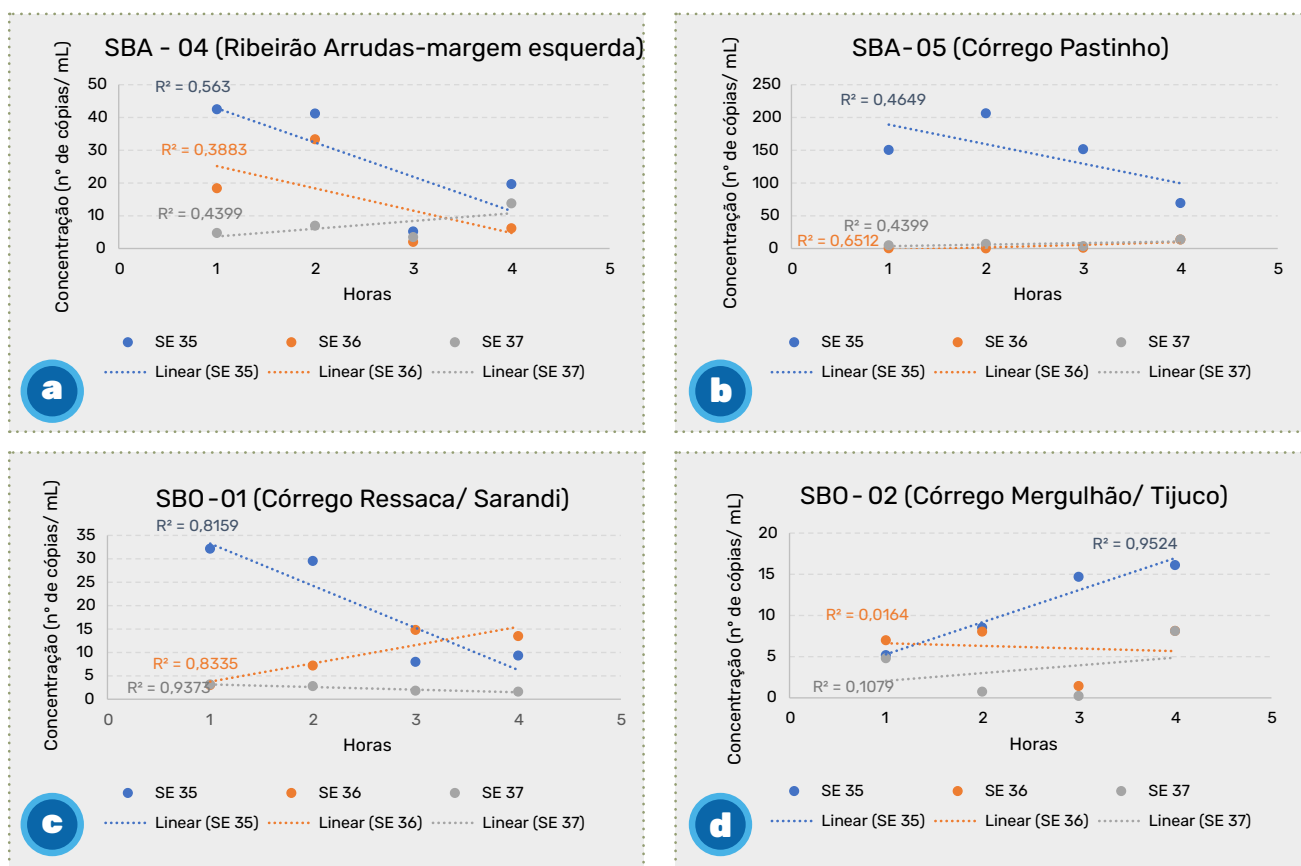 SBA - 04 (Ribeirão Arrudas-margem esquerda)
Concentração (n° de cópias/ mL)
50
40
30
20
10
0
R² = 0,563
R² = 0,3883
R² = 0,4399
0 1 2 3 4 5
Horas
SE 35 SE 36 SE 37
Linear (SE 35) Linear (SE 36) Linear (SE 37)
a
SBA-05 (Córrego Pastinho)
Concentração (n° de cópias/ mL)
250
200
150
100
50
0
R² = 0,4649
R² = 0,4399
R² = 0,6512
0 1 2 3 4 5
Horas
SE 35 SE 36 SE 37
Linear (SE 35) Linear (SE 36) Linear (SE 37)
b
SBO-01 (Córrego Ressaca/ Sarandi)
Concentração (n° de cópias/ mL)
35
30
25
20
15
10
5
0
R² = 0,8159
R² = 0,8335
R² = 0,9373
0 1 2 3 4 5
Horas
SE 35 SE 36 SE 37
Linear (SE 35) Linear (SE 36) Linear (SE 37)
c
SBO-02 (Córrego Mergulhão/ Tijuco)
Concentração (n° de cópias/ mL)
20
15
10
5
0
R² = 0,9524
R² = 0,0164
R² = 0,1079
0 1 2 3 4 5
Horas
SE 35 SE 36 SE 37
Linear (SE 35) Linear (SE 36) Linear (SE 37)
d